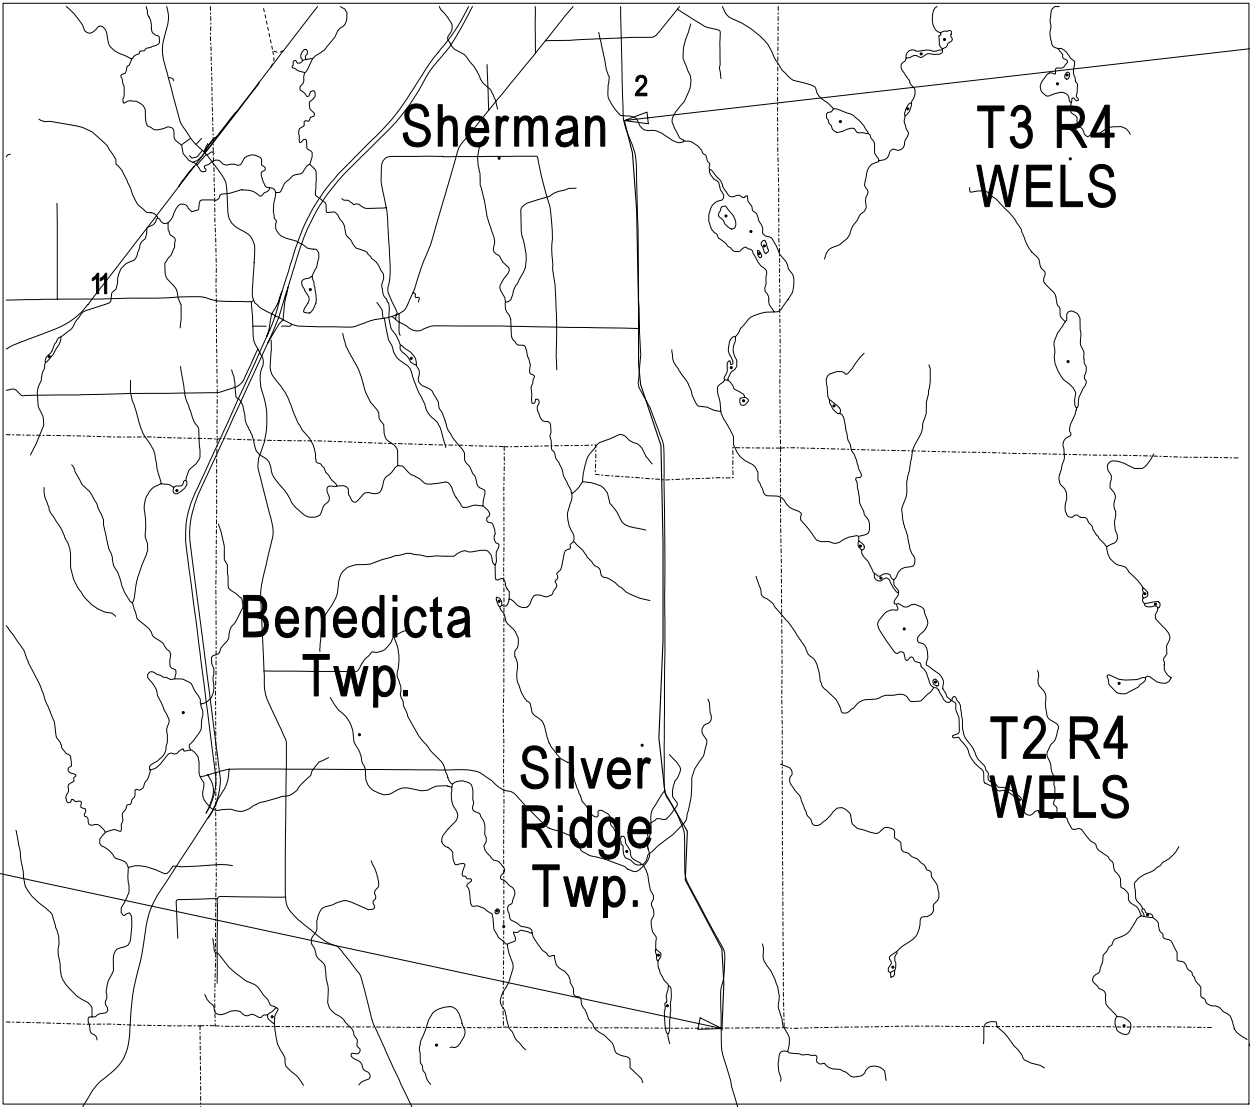 2
Sherman
T3 R4
WELS
11
Benedicta
Twp.
T2 R4
WELS
Silver
Ridge
Twp.